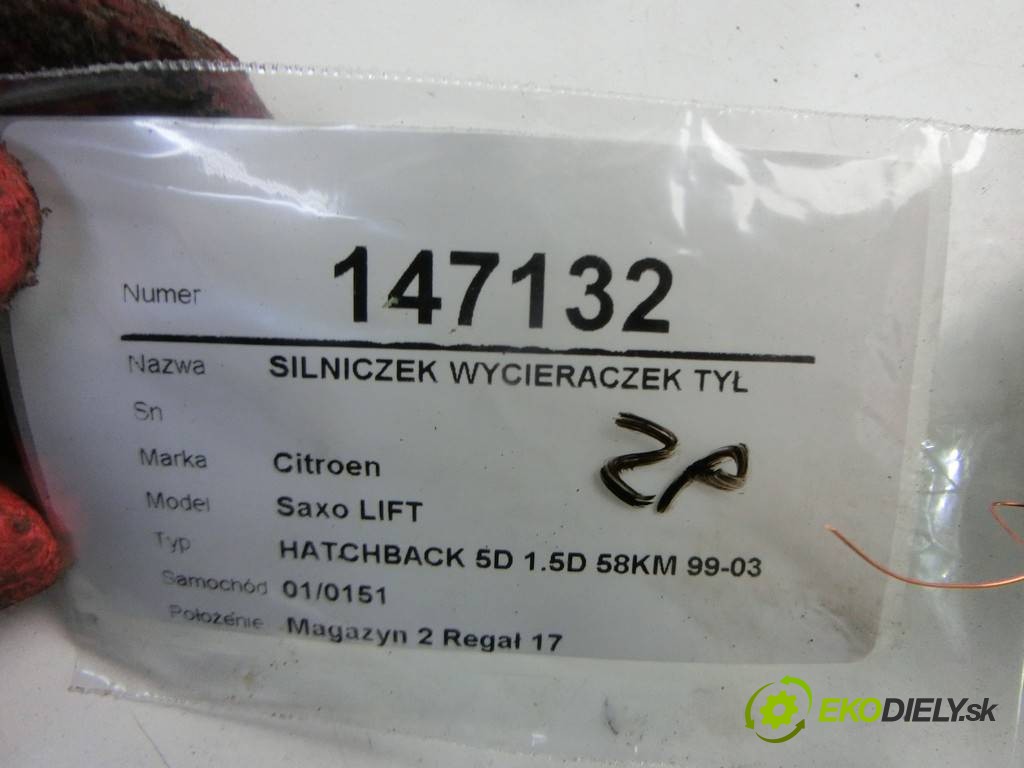 Numer 147132
Nazwa SILNICZEK WYCIERACZEK TYŁ
Sn
Marka Citroen
Model Saxo LIFT
Typ HATCHBACK 5D 1.5D 58KM 99-03
Samochód 01/0151
Położenie Magazyn 2 Regał 17
EKODIELY.sk